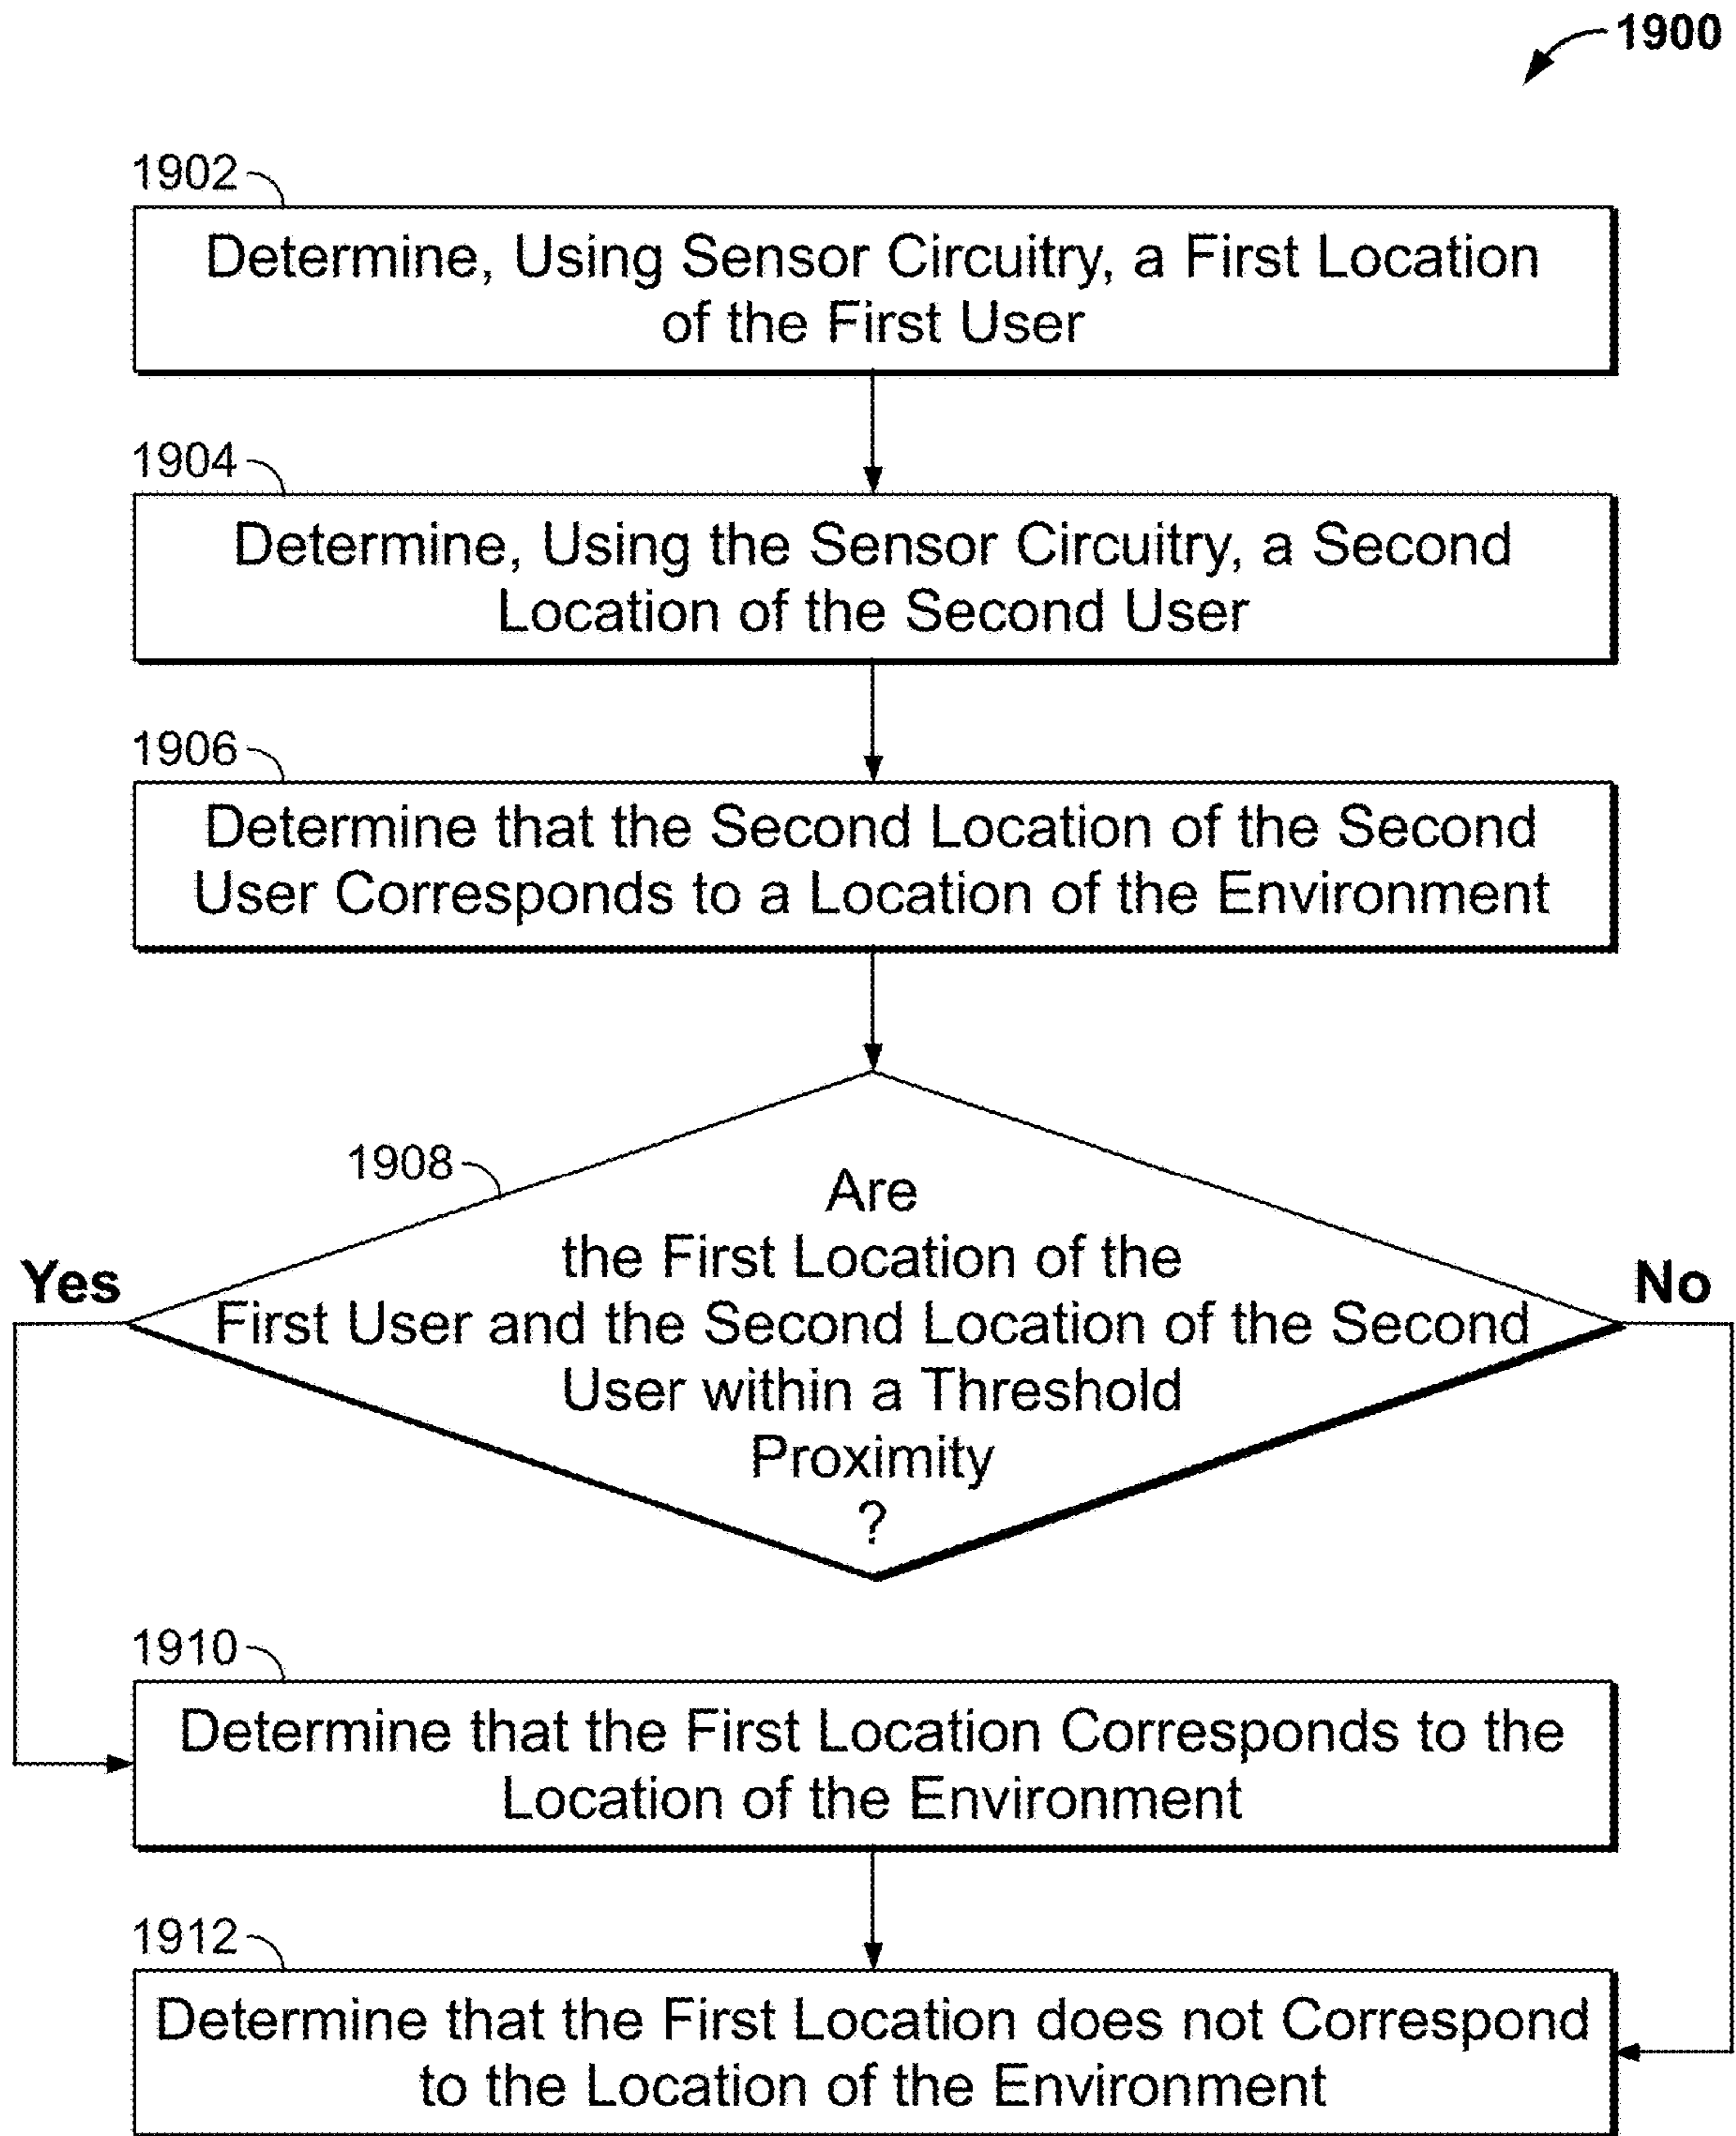 1900
1902
Determine, Using Sensor Circuitry, a First Location
of the First User
1904
Determine, Using the Sensor Circuitry, a Second
Location of the Second User
1906
Determine that the Second Location of the Second
User Corresponds to a Location of the Environment
1908
Are
the First Location of the
First User and the Second Location of the Second
User within a Threshold
Proximity
?
Yes
No
1910
Determine that the First Location Corresponds to the
Location of the Environment
1912
Determine that the First Location does not Correspond
to the Location of the Environment